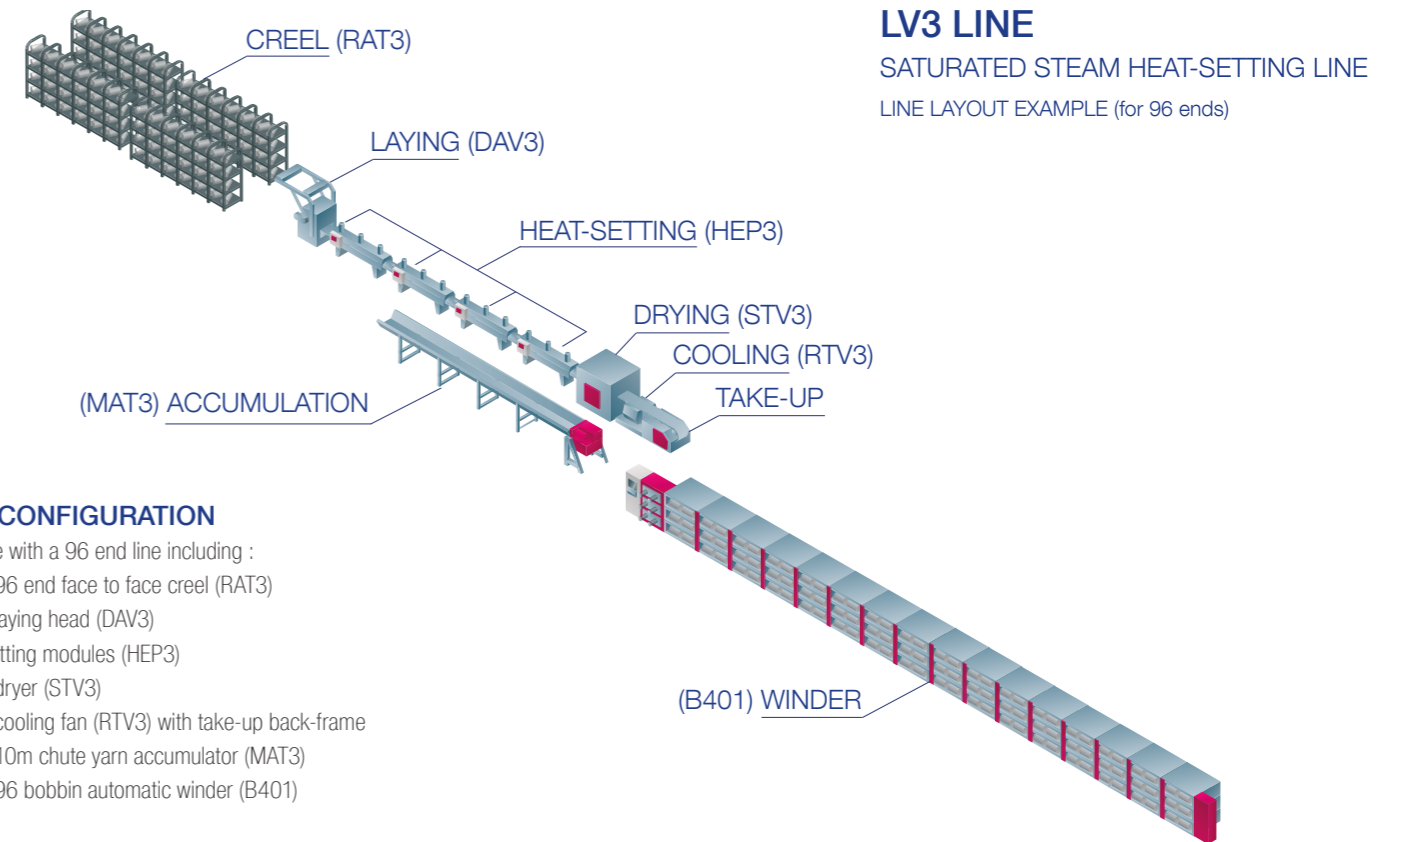 LV3 LINE
SATURATED STEAM HEAT-SETTING LINE
LINE LAYOUT EXAMPLE (for 96 ends)
CREEL (RAT3)
LAYING (DAV3)
HEAT-SETTING (HEP3)
DRYING (STV3)
COOLING (RTV3)
TAKE-UP
(MAT3) ACCUMULATION
(B401) WINDER
CONFIGURATION
with a 96 end line including :
96 end face to face creel (RAT3)
head (DAV3)
modules (HEP3)
dryer (STV3)
cooling fan (RTV3) with take-up back-frame
10m chute yarn accumulator (MAT3)
96 bobbin automatic winder (B401)